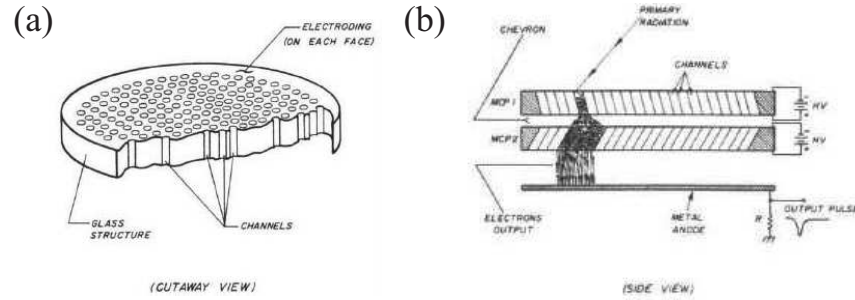 (a)
ELECTRODING
(ON EACH FACE)
GLASS
STRUCTURE
CHANNELS
(CUTAWAY VIEW)
(b)
PRIMARY
RADIATION
CHEVRON
CHANNELS
MCP1
HV
MCP2
HV
ELECTRONS
OUTPUT
METAL
ANODE
R
OUTPUT PULSE
(SIDE VIEW)